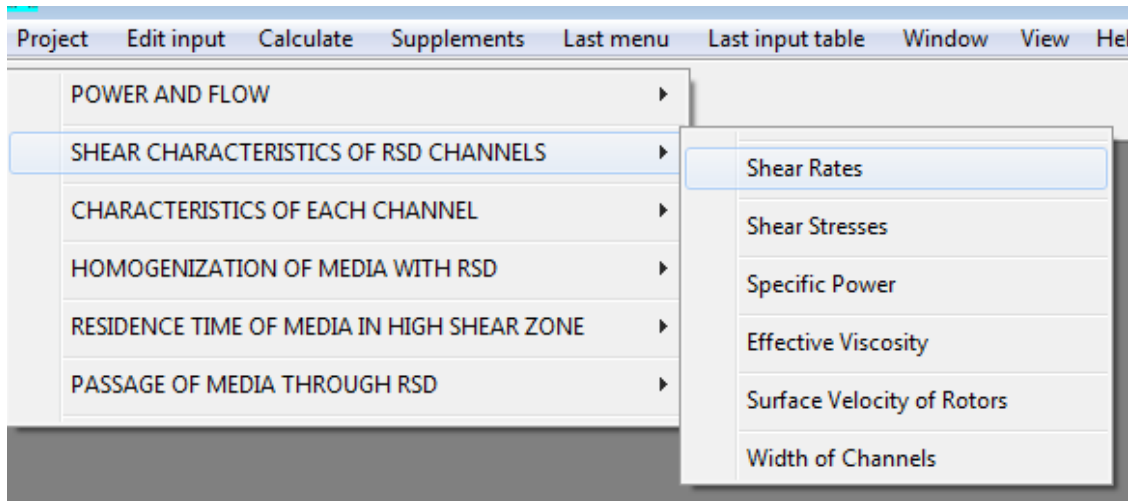 Project Edit input Calculate Supplements Last menu Last input table Window View
POWER AND FLOW
SHEAR CHARACTERISTICS OF RSD CHANNELS
CHARACTERISTICS OF EACH CHANNEL
HOMOGENIZATION OF MEDIA WITH RSD
RESIDENCE TIME OF MEDIA IN HIGH SHEAR ZONE
PASSAGE OF MEDIA THROUGH RSD
Shear Rates
Shear Stresses
Specific Power
Effective Viscosity
Surface Velocity of Rotors
Width of Channels